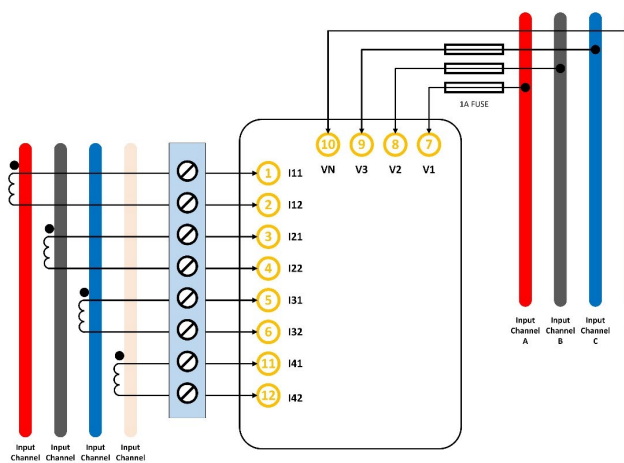 1A FUSE
10 9 8 7
VN V3 V2 V1
1 I11
2 I12
3 I21
4 I22
5 I31
6 I32
11 I41
12 I42
Input Channel A
Input Channel B
Input Channel C
Input Channel
Input Channel
Input Channel
Input Channel